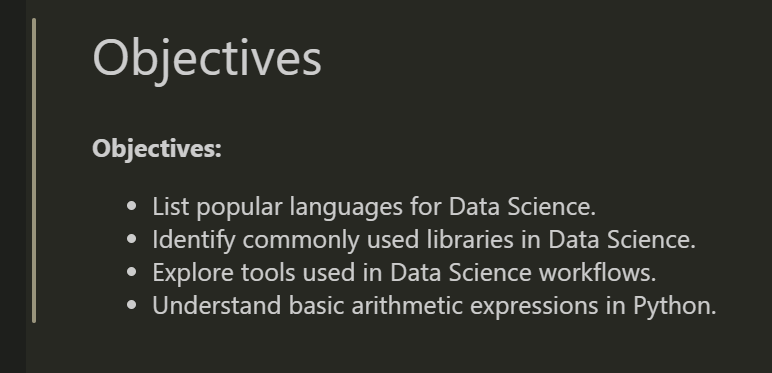 Objectives
Objectives:
• List popular languages for Data Science.
• Identify commonly used libraries in Data Science.
• Explore tools used in Data Science workflows.
• Understand basic arithmetic expressions in Python.